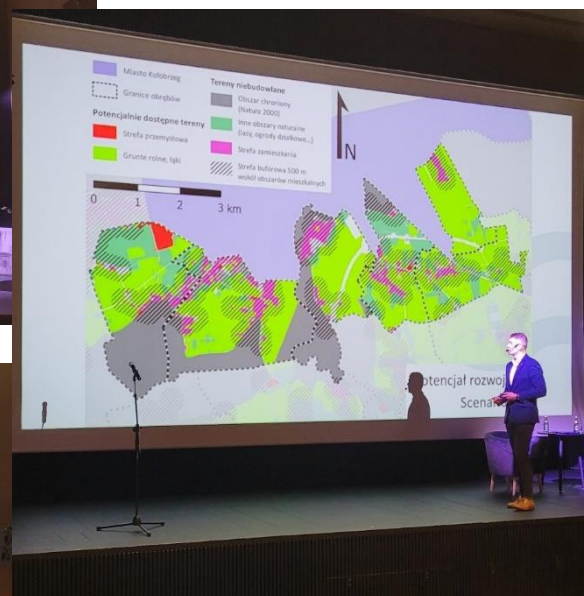 Miasto Kołobrzeg
Granice obrębów
Potencjalnie dostępne tereny
Strefa przemysłowa
Grunte rolne, łąki
Tereny niebudowlane
Obszar chroniony
(Natura 2000)
Inne obszary naturalne
(lasy, ogrody działkowe...)
Strefa zamieszkania
Strefa buforowa 500 m
wokół obszarów mieszkalnych
N
0 1 2 3 km
otencjał rozwoj
Scena